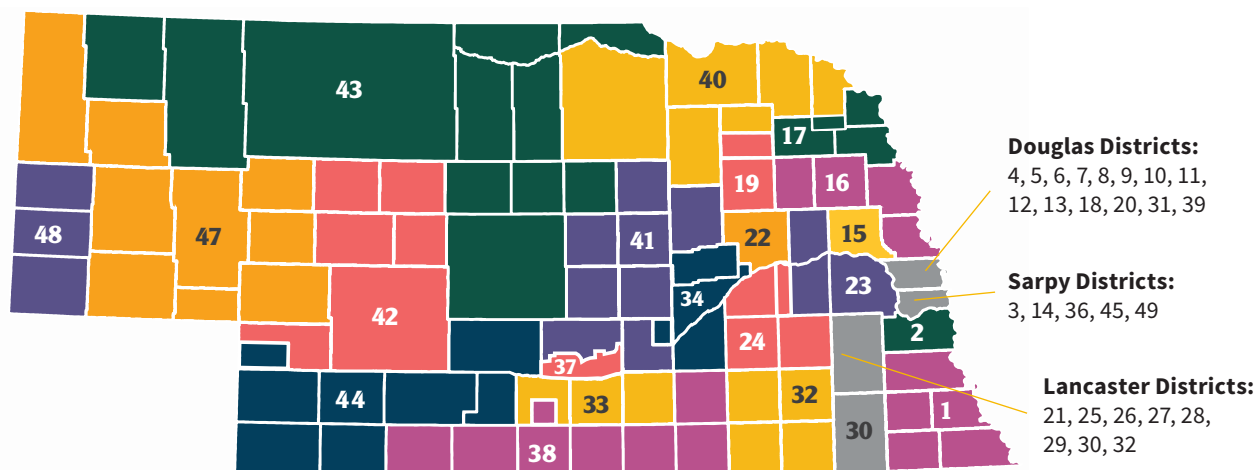 43
40
17
19
16
48
47
41
22
15
34
23
42
24
2
37
44
33
32
1
30
38
Douglas Districts:
4, 5, 6, 7, 8, 9, 10, 11,
12, 13, 18, 20, 31, 39
Sarpy Districts:
3, 14, 36, 45, 49
Lancaster Districts:
21, 25, 26, 27, 28,
29, 30, 32